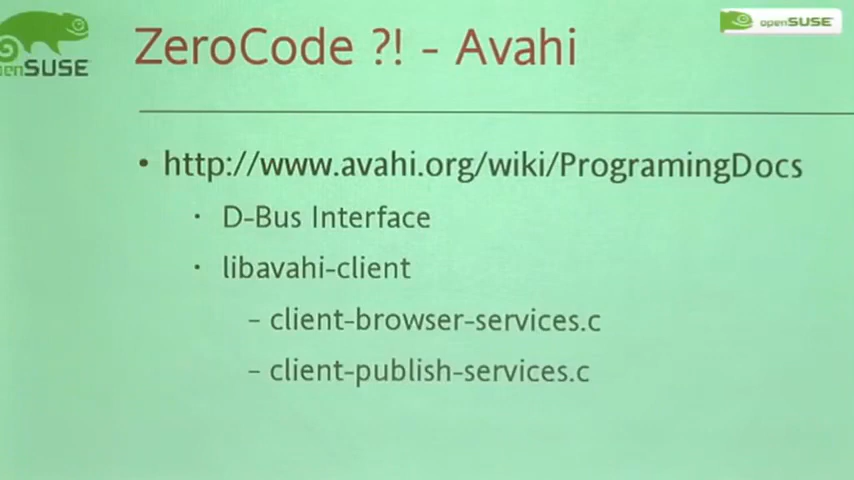 openSUSE
openSUSE
ZeroCode ?! - Avahi
• http://www.avahi.org/wiki/ProgramingDocs
· D-Bus Interface
· libavahi-client
– client-browser-services.c
– client-publish-services.c